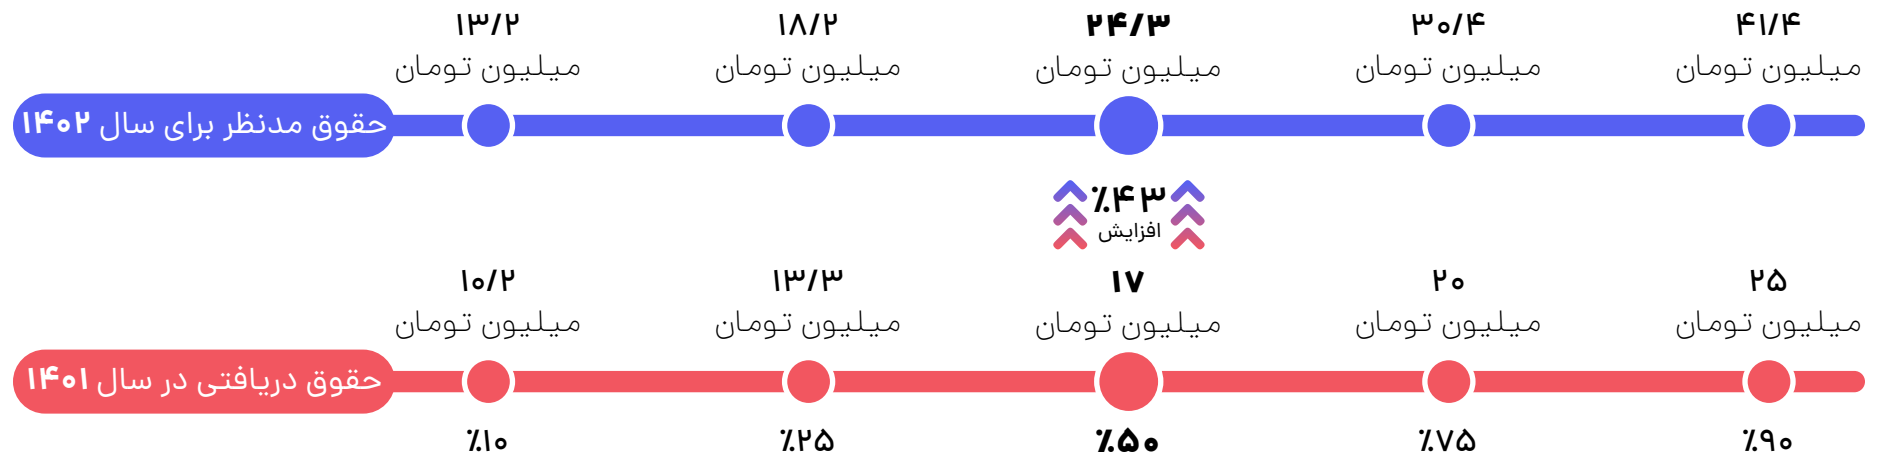 ۱۳/۲
میلیون تومان
۱۸/۲
میلیون تومان
۲۴/۳
میلیون تومان
۳۰/۴
میلیون تومان
۴۱/۴
میلیون تومان
حقوق مدنظر برای سال ۱۴۰۲
٪۴۳
افزایش
۱۰/۲
میلیون تومان
۱۳/۳
میلیون تومان
۱۷
میلیون تومان
۲۰
میلیون تومان
۲۵
میلیون تومان
حقوق دریافتی در سال ۱۴۰۱
٪۱۰
٪۲۵
٪۵۰
٪۷۵
٪۹۰